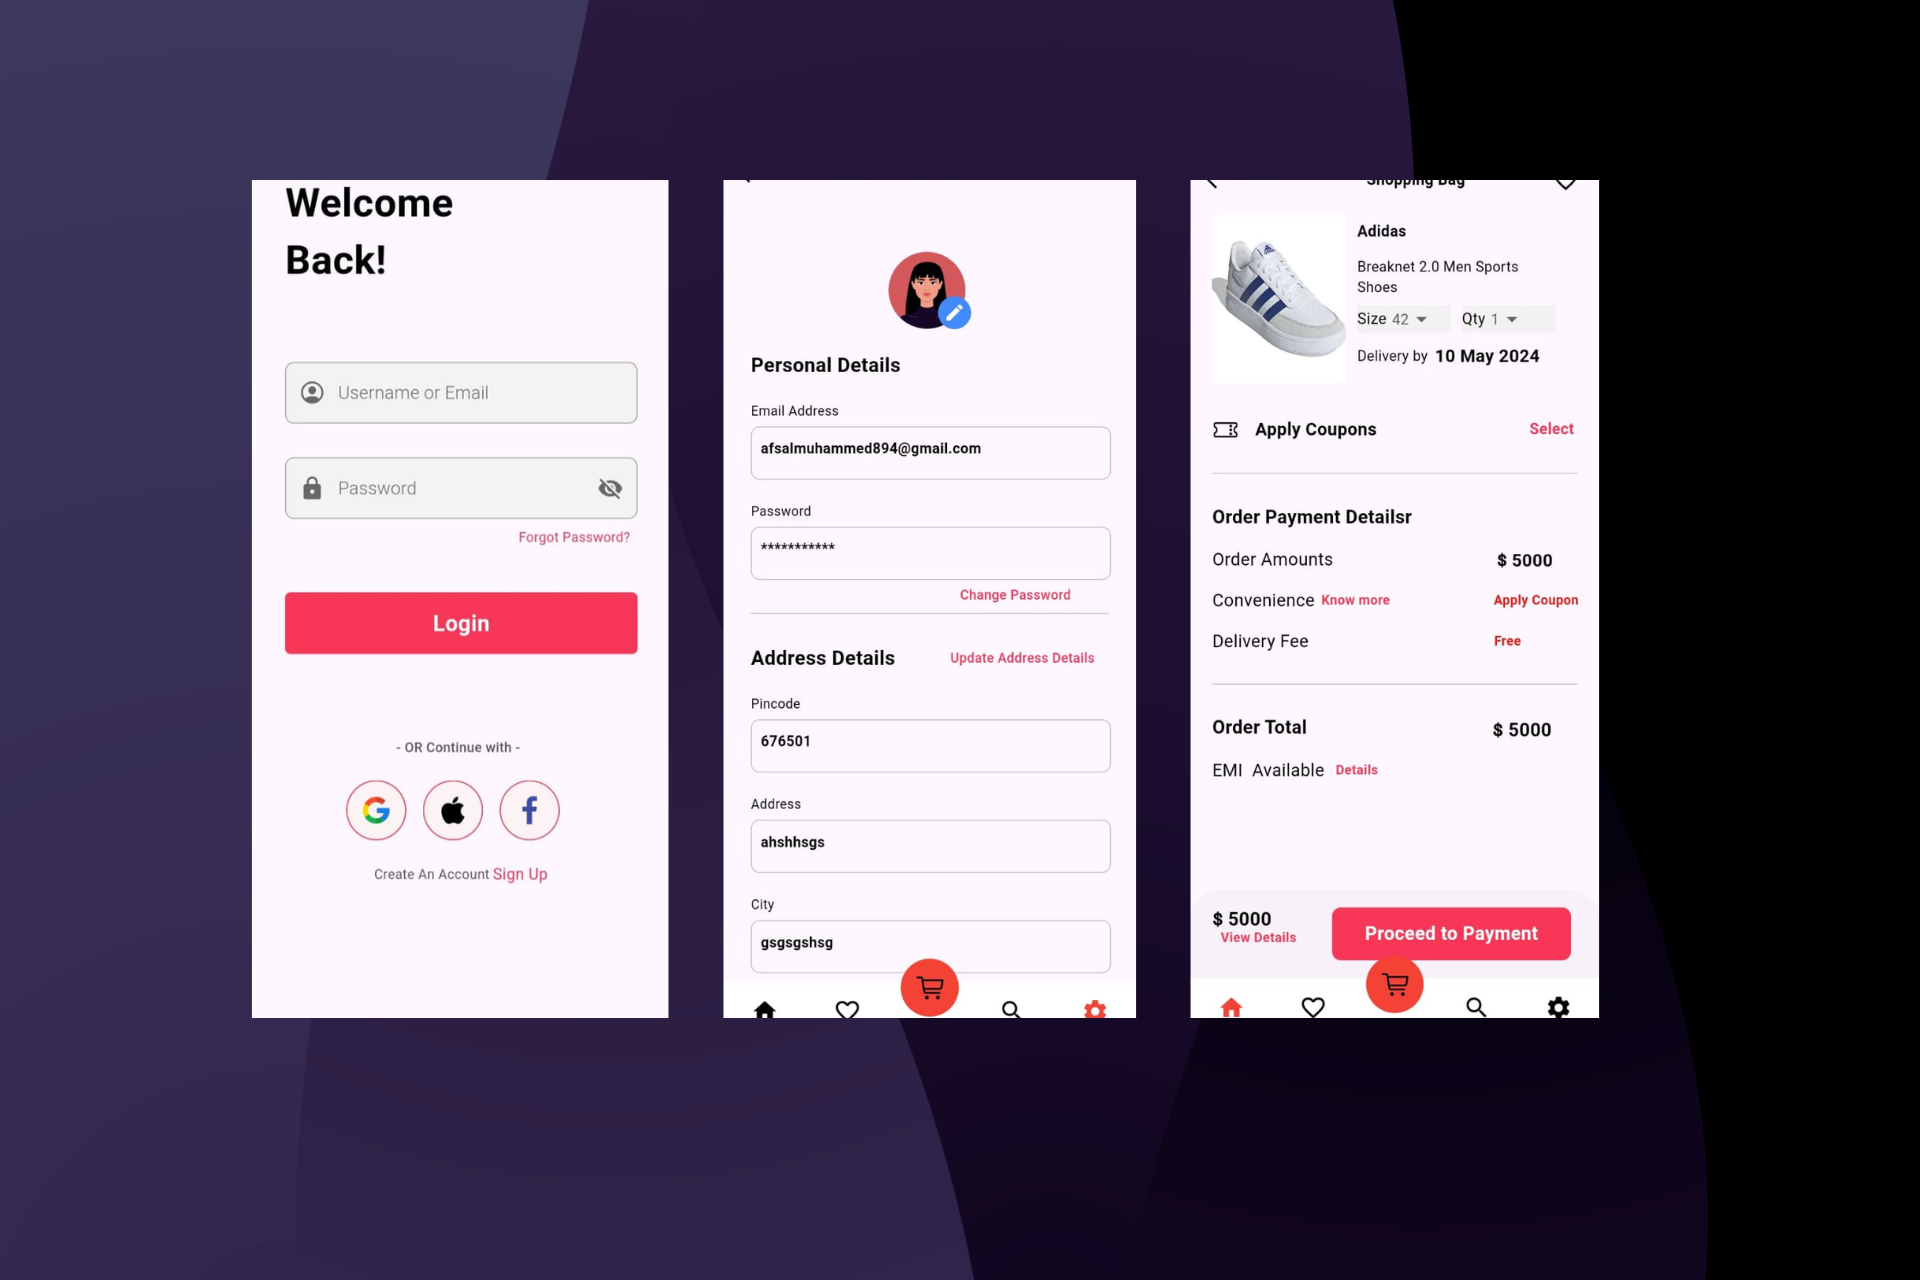 Welcome
Back!
Username or Email
Password
Forgot Password?
Login
- OR Continue with -
Create An Account Sign Up
Personal Details
Email Address
afsalmuhammed894@gmail.com
Password
***********
Change Password
Address Details Update Address Details
Pincode
676501
Address
ahshhsgs
City
gsgsgshsg
Shopping Bag
Adidas
Breaknet 2.0 Men Sports
Shoes
Size 42 Qty 1
Delivery by 10 May 2024
Apply Coupons Select
Order Payment Detailsr
Order Amounts $ 5000
Convenience Know more Apply Coupon
Delivery Fee Free
Order Total $ 5000
EMI Available Details
$ 5000
View Details
Proceed to Payment